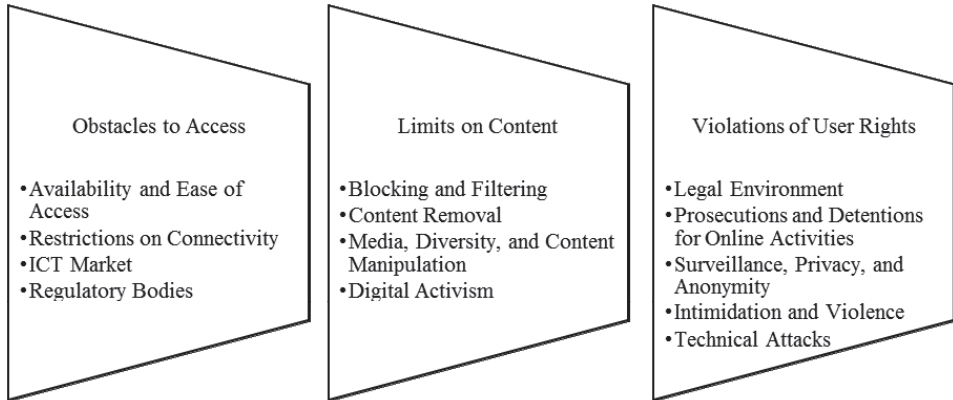 Obstacles to Access
•Availability and Ease of
Access
•Restrictions on Connectivity
•ICT Market
•Regulatory Bodies
Limits on Content
•Blocking and Filtering
•Content Removal
•Media, Diversity, and Content
Manipulation
•Digital Activism
Violations of User Rights
•Legal Environment
•Prosecutions and Detentions
for Online Activities
•Surveillance, Privacy, and
Anonymity
•Intimidation and Violence
•Technical Attacks